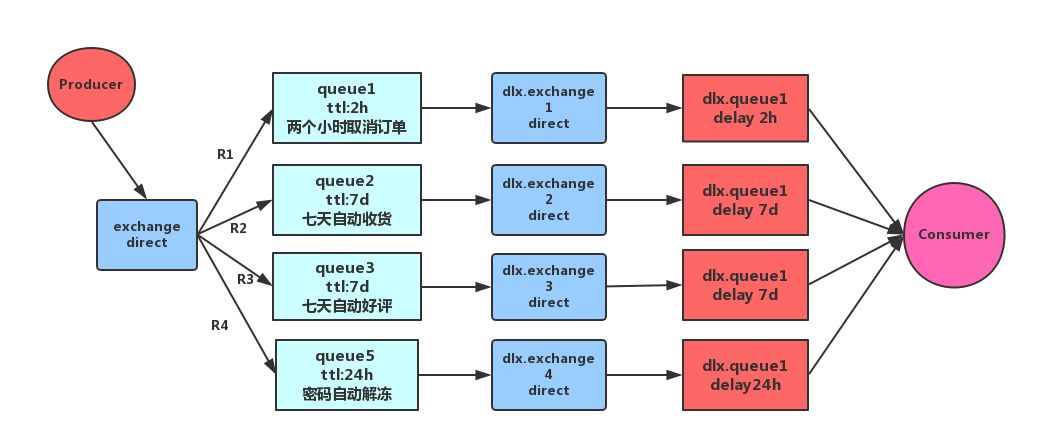 Producer
exchange
direct
R1
R2
R3
R4
queue1
ttl:2h
两个小时取消订单
dlx.exchange
1
direct
dlx.queue1
delay 2h
queue2
ttl:7d
七天自动收货
dlx.exchange
2
direct
dlx.queue1
delay 7d
queue3
ttl:7d
七天自动好评
dlx.exchange
3
direct
dlx.queue1
delay 7d
queue5
ttl:24h
密码自动解冻
dlx.exchange
4
direct
dlx.queue1
delay24h
Consumer